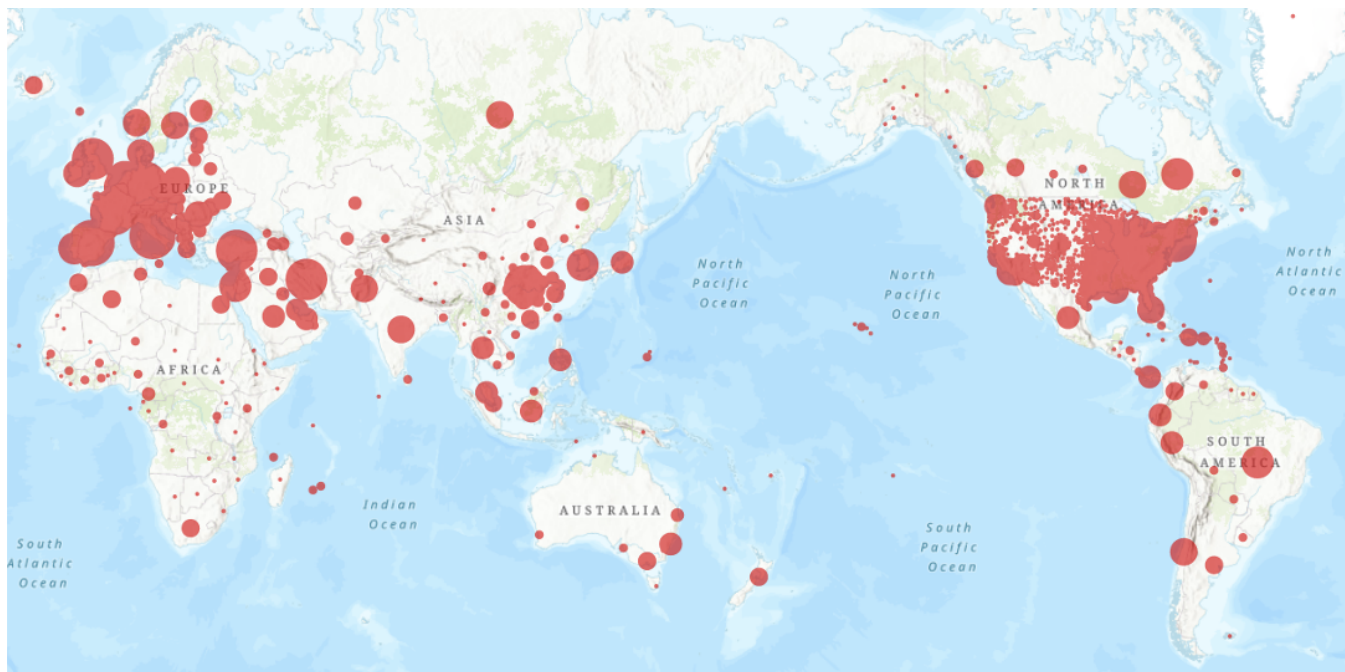 EUROPE
ASIA
NORTH
AMERICA
North
Pacific
Ocean
North
Pacific
Ocean
North
Atlantic
Ocean
AFRICA
SOUTH
AMERICA
Indian
Ocean
AUSTRALIA
South
Atlantic
Ocean
South
Pacific
Ocean